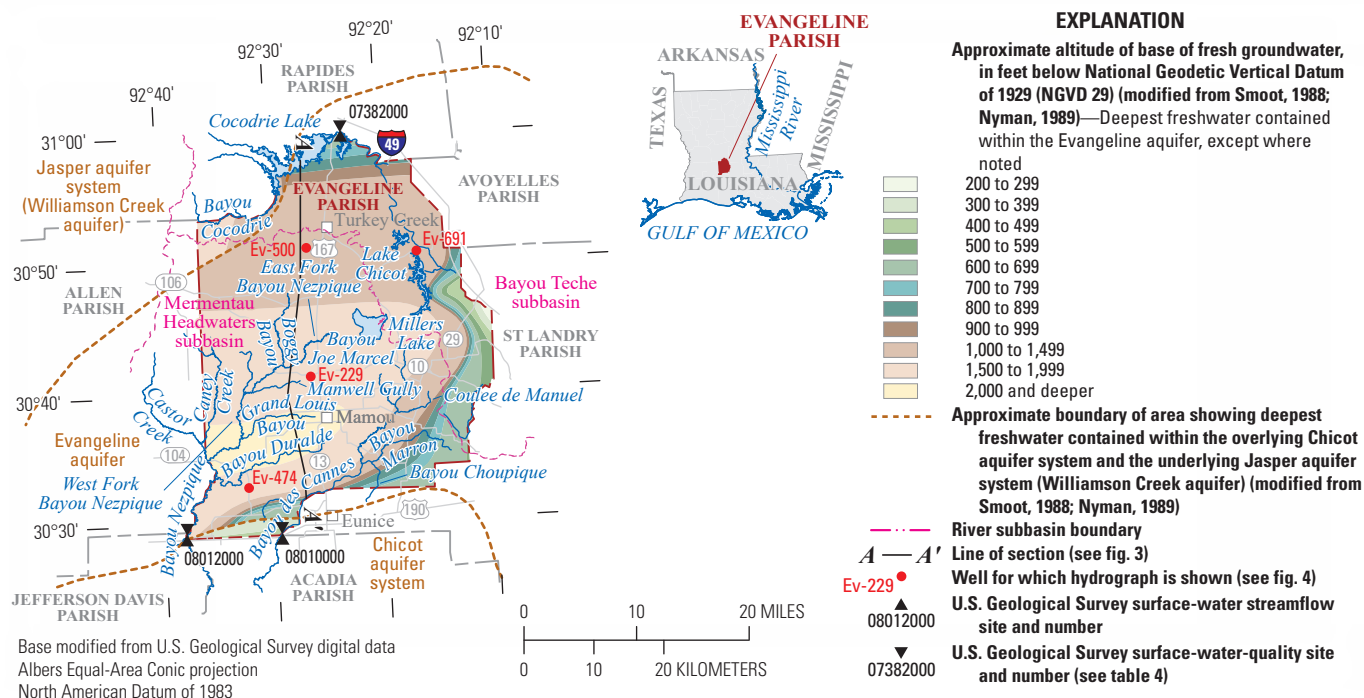 92°40'
92°30'
92°20'
92°10'
RAPIDES
PARISH
07382000
Cocodrie Lake
A
49
31°00'
Jasper aquifer
system
(Williamson Creek
aquifer)
Bayou
Cocodrie
EVANGELINE
PARISH
AVOYELLES
PARISH
Turkey Creek
Ev-500
167
Ev-691
East Fork
Bayou Nezpique
Lake
Chicot
30°50'
106
ALLEN
PARISH
Mermentau
Headwaters
subbasin
Bayou Teche
subbasin
Bayou
Boggy
Bayou
Joe Marcel
Millers
Lake
29
ST LANDRY
PARISH
10
Ev-229
Manwell Gully
Coulee de Manuel
30°40'
Castor
Creek
Caney
Creek
Grand Louis
Bayou
Mamou
Evangeline
aquifer
104
Bayou Duralde
13
Bayou
Marron
West Fork
Bayou Nezpique
Ev-474
Bayou des Cannes
Bayou Choupique
190
30°30'
Bayou Nezpique
A'
Eunice
08012000
08010000
Chicot
aquifer
system
ACADIA
PARISH
JEFFERSON DAVIS
PARISH
Base modified from U.S. Geological Survey digital data
Albers Equal-Area Conic projection
North American Datum of 1983
0 10 20 MILES
0 10 20 KILOMETERS
EVANGELINE
PARISH
ARKANSAS
TEXAS
Mississippi
River
MISSISSIPPI
LOUISIANA
GULF OF MEXICO
EXPLANATION
Approximate altitude of base of fresh groundwater,
in feet below National Geodetic Vertical Datum
of 1929 (NGVD 29) (modified from Smoot, 1988;
Nyman, 1989)—Deepest freshwater contained
within the Evangeline aquifer, except where
noted
200 to 299
300 to 399
400 to 499
500 to 599
600 to 699
700 to 799
800 to 899
900 to 999
1,000 to 1,499
1,500 to 1,999
2,000 and deeper
Approximate boundary of area showing deepest
freshwater contained within the overlying Chicot
aquifer system and the underlying Jasper aquifer
system (Williamson Creek aquifer) (modified from
Smoot, 1988; Nyman, 1989)
River subbasin boundary
A A' Line of section (see fig. 3)
Ev-229 Well for which hydrograph is shown (see fig. 4)
08012000 U.S. Geological Survey surface-water streamflow
site and number
07382000 U.S. Geological Survey surface-water-quality site
and number (see table 4)